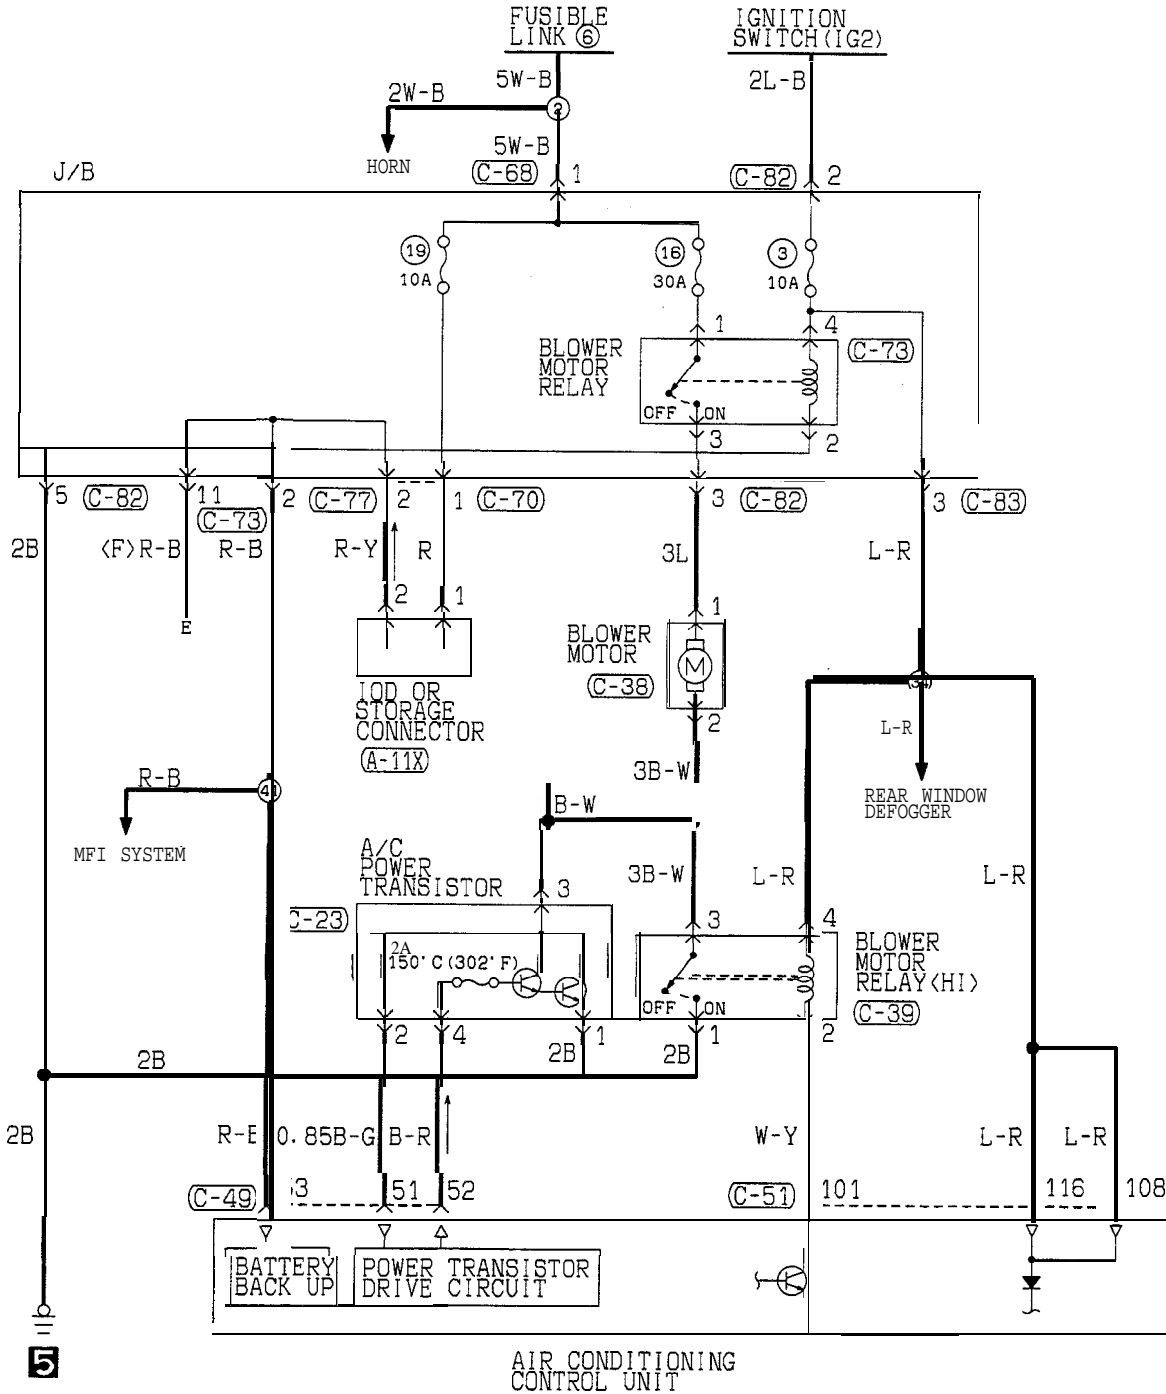 FUSIBLE
LINK ⑥
IGNITION
SWITCH(IG2)
5W-B
2L-B
2W-B
②
5W-B
HORN
J/B
C-68
1
C-82
2
⑲
10A
⑯
30A
③
10A
1
4
BLOWER
MOTOR
RELAY
C-73
OFF
ON
3
2
5
C-82
11
C-73
2
C-77
2
1
C-70
3
C-82
3
C-83
2B
<F>R-B
R-B
R-Y
R
3L
L-R
2
1
E
1
BLOWER
MOTOR
M
C-38
2
IOD OR
STORAGE
CONNECTOR
A-11X
34
L-R
3B-W
R-B
41
B-W
REAR WINDOW
DEFOGGER
MFI SYSTEM
A/C
POWER
TRANSISTOR
3
3B-W
L-R
L-R
C-23
3
4
2A
150°C(302°F)
BLOWER
MOTOR
RELAY<HI>
C-39
OFF
ON
2
4
1
1
2
2B
2B
2B
2B
R-B
0.85B-G
B-R
W-Y
L-R
L-R
C-49
51
52
C-51
101
116
108
BATTERY
BACK UP
POWER TRANSISTOR
DRIVE CIRCUIT
5
AIR CONDITIONING
CONTROL UNIT